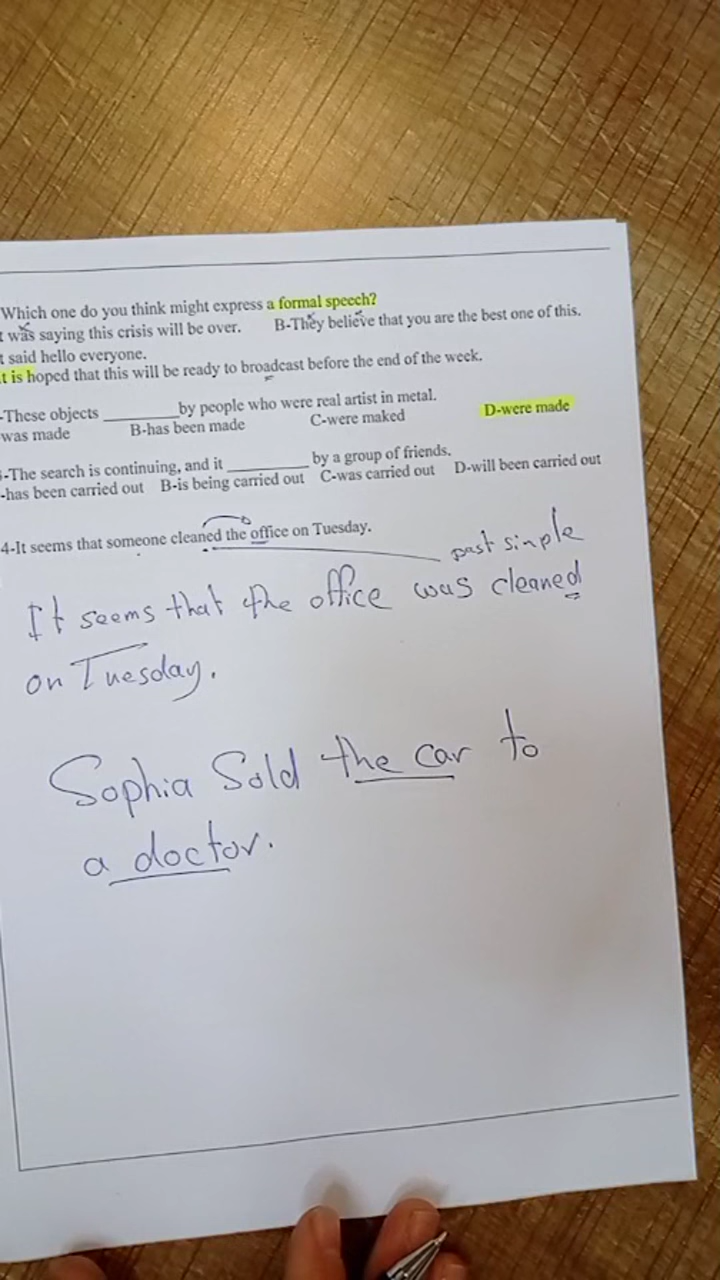 Which one do you think might express a formal speech?
t was saying this crisis will be over. B-They believe that you are the best one of this.
t said hello everyone.
t is hoped that this will be ready to broadcast before the end of the week.
-These objects ________ by people who were real artist in metal.
was made B-has been made C-were maked D-were made
-The search is continuing, and it ________ by a group of friends.
-has been carried out B-is being carried out C-was carried out D-will been carried out
4-It seems that someone cleaned the office on Tuesday.
past simple
It seems that the office was cleaned
on Tuesday.
Sophia Sold the car to
a doctor.